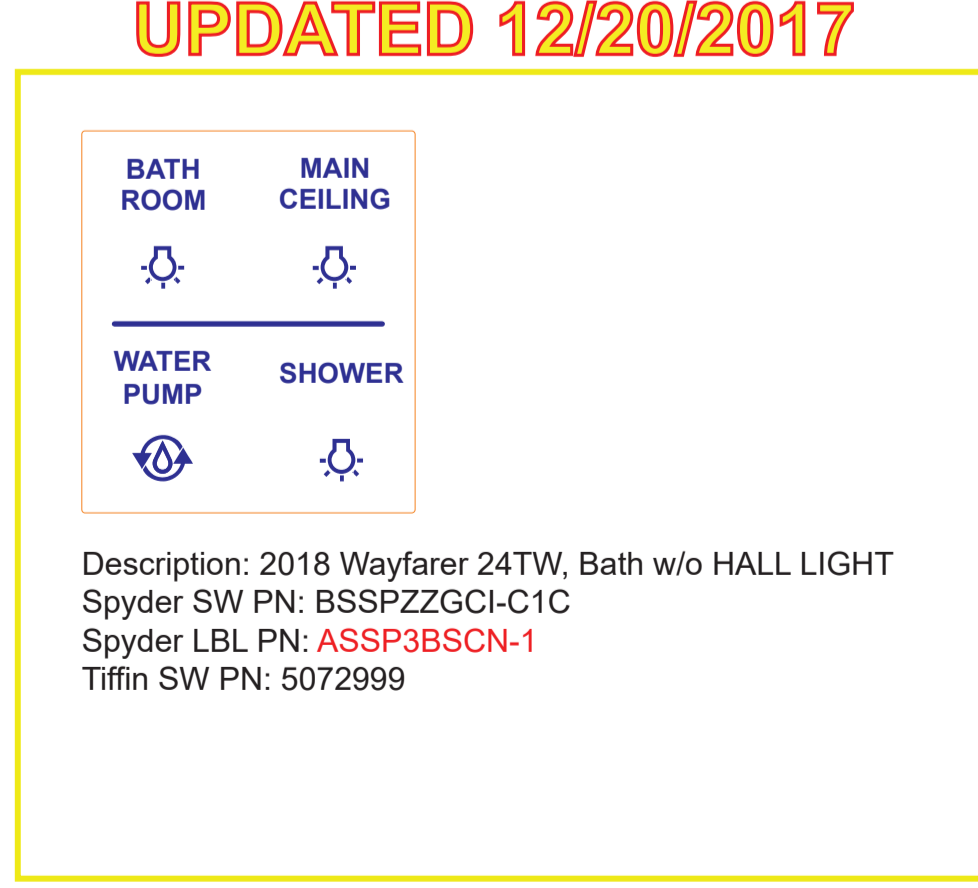 UPDATED 12/20/2017
BATH
ROOM
MAIN
CEILING
WATER
PUMP
SHOWER
Description: 2018 Wayfarer 24TW, Bath w/o HALL LIGHT
Spyder SW PN: BSSPZZGCI-C1C
Spyder LBL PN: ASSP3BSCN-1
Tiffin SW PN: 5072999